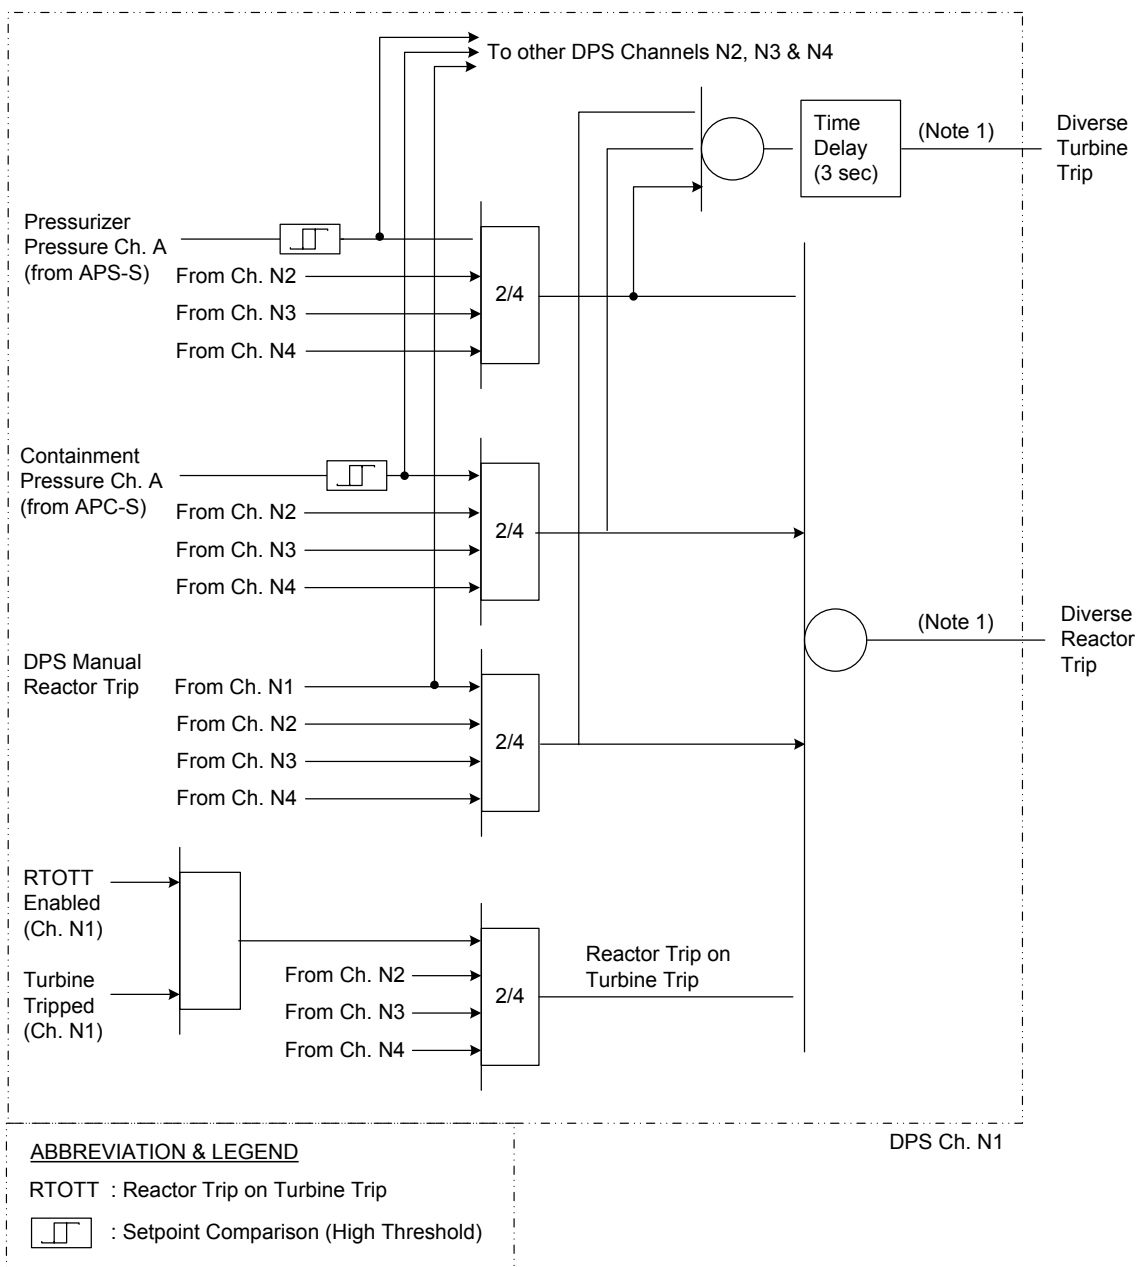 To other DPS Channels N2, N3 & N4
Time
Delay
(3 sec)
(Note 1)
Diverse
Turbine
Trip
Pressurizer
Pressure Ch. A
(from APS-S)
From Ch. N2
From Ch. N3
From Ch. N4
2/4
Containment
Pressure Ch. A
(from APC-S)
From Ch. N2
From Ch. N3
From Ch. N4
2/4
(Note 1)
Diverse
Reactor
Trip
DPS Manual
Reactor Trip
From Ch. N1
From Ch. N2
From Ch. N3
From Ch. N4
2/4
RTOTT
Enabled
(Ch. N1)
Turbine
Tripped
(Ch. N1)
From Ch. N2
From Ch. N3
From Ch. N4
2/4
Reactor Trip on
Turbine Trip
DPS Ch. N1
ABBREVIATION & LEGEND
RTOTT : Reactor Trip on Turbine Trip
: Setpoint Comparison (High Threshold)